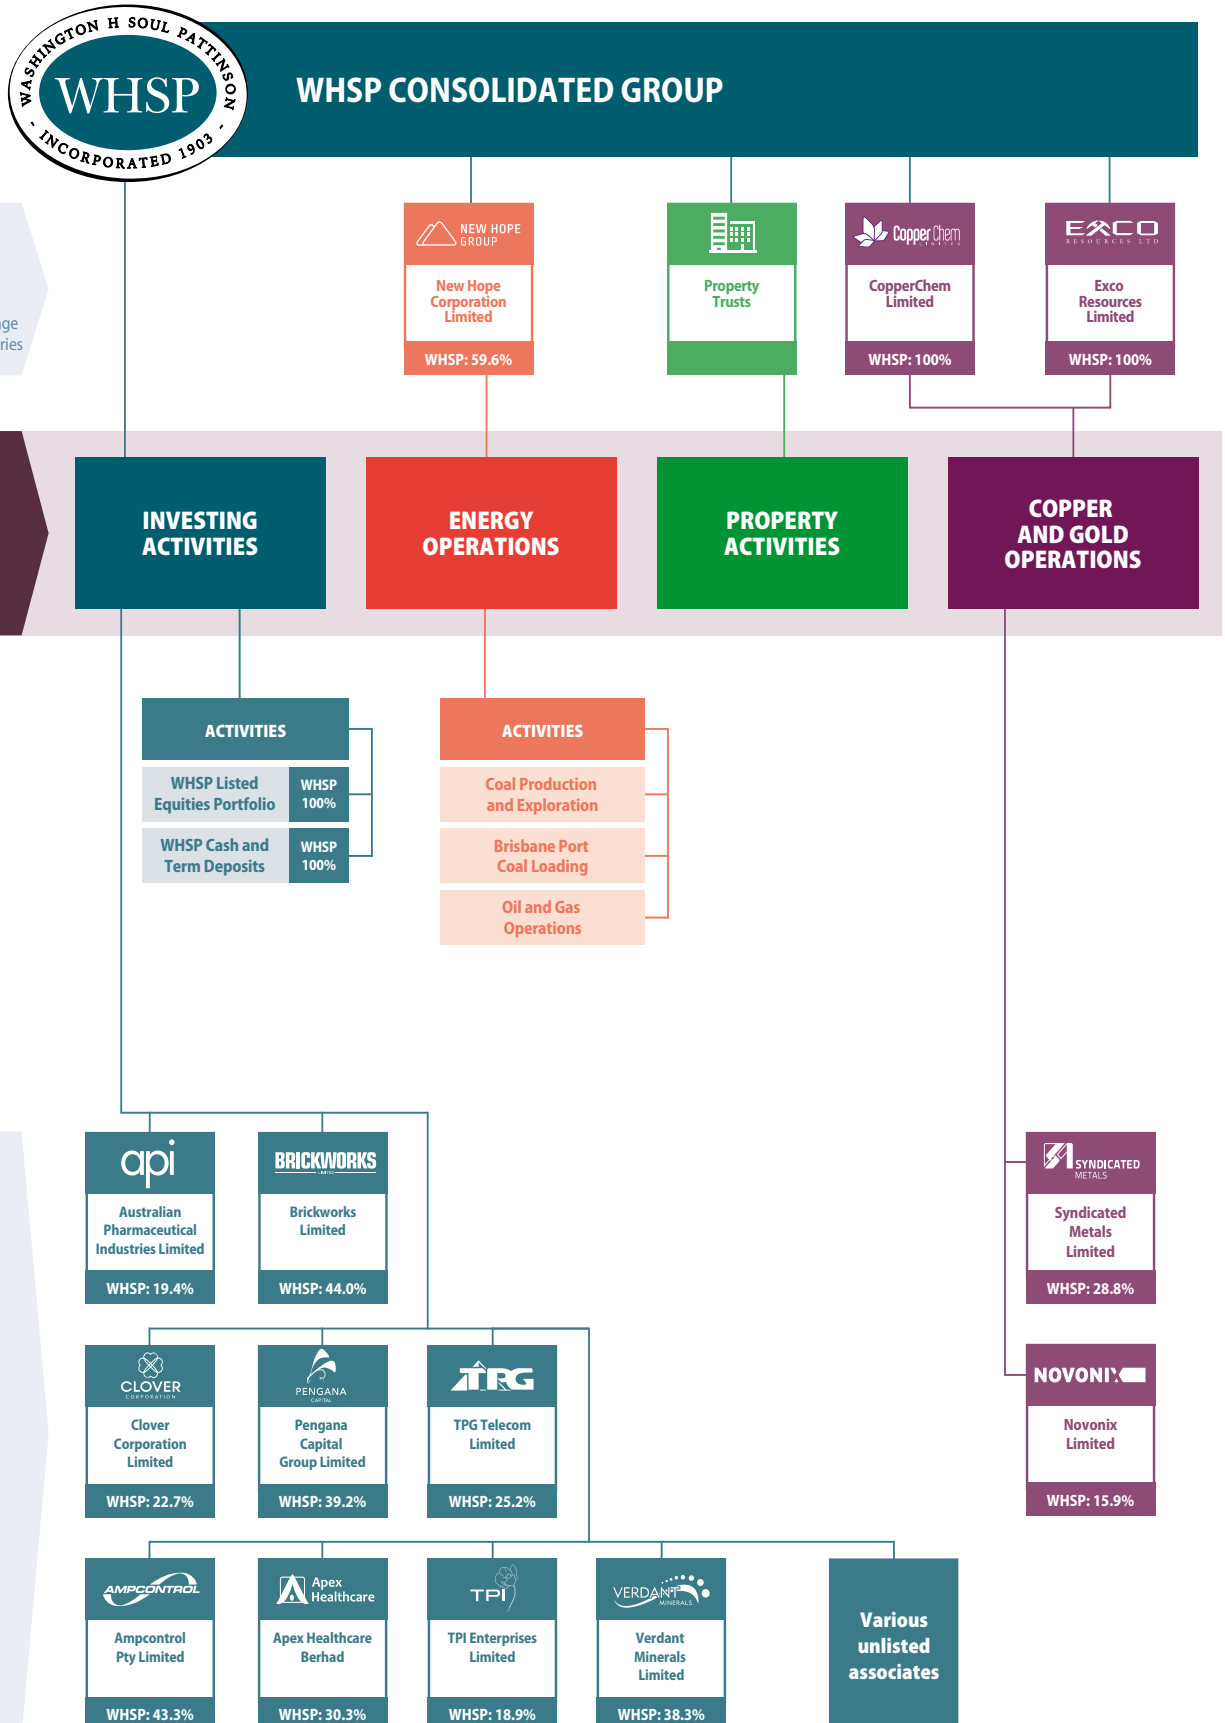 WASHINGTON H SOUL PATTINSON
WHSP
- INCORPORATED 1903 -
WHSP CONSOLIDATED GROUP
NEW HOPE
GROUP
New Hope
Corporation
Limited
WHSP: 59.6%
Property
Trusts
CopperChem
LIMITED
CopperChem
Limited
WHSP: 100%
EXCO
RESOURCES LTD
Exco
Resources
Limited
WHSP: 100%
INVESTING
ACTIVITIES
ENERGY
OPERATIONS
PROPERTY
ACTIVITIES
COPPER
AND GOLD
OPERATIONS
ACTIVITIES
WHSP Listed
Equities Portfolio
WHSP
100%
WHSP Cash and
Term Deposits
WHSP
100%
ACTIVITIES
Coal Production
and Exploration
Brisbane Port
Coal Loading
Oil and Gas
Operations
api
Australian
Pharmaceutical
Industries Limited
WHSP: 19.4%
BRICKWORKS
LIMITED
Brickworks
Limited
WHSP: 44.0%
SYNDICATED
METALS
Syndicated
Metals
Limited
WHSP: 28.8%
CLOVER
CORPORATION
Clover
Corporation
Limited
WHSP: 22.7%
PENGANA
CAPITAL
Pengana
Capital
Group Limited
WHSP: 39.2%
TPG
TPG Telecom
Limited
WHSP: 25.2%
NOVONIX
Novonix
Limited
WHSP: 15.9%
AMPCONTROL
Ampcontrol
Pty Limited
WHSP: 43.3%
Apex
Healthcare
Apex Healthcare
Berhad
WHSP: 30.3%
TPI
TPI Enterprises
Limited
WHSP: 18.9%
VERDANT
MINERALS
Verdant
Minerals
Limited
WHSP: 38.3%
Various
unlisted
associates